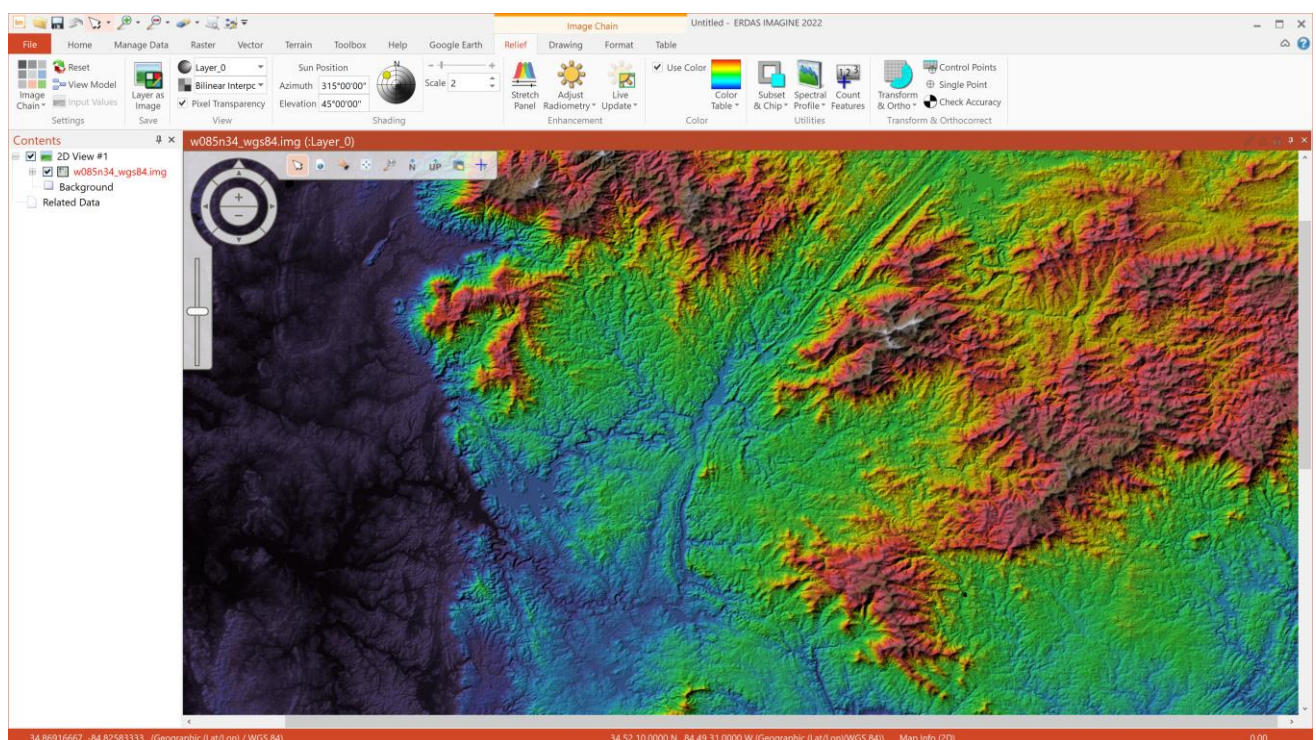 Image Chain
Untitled - ERDAS IMAGINE 2022
File Home Manage Data Raster Vector Terrain Toolbox Help Google Earth Relief Drawing Format Table
Image Chain
Reset
View Model
Input Values
Settings
Layer as Image
Save
Layer_0
Bilinear Interpc
Pixel Transparency
View
Sun Position
Azimuth 315°00'00"
Elevation 45°00'00"
N
Scale 2
Shading
Stretch Panel
Adjust Radiometry
Live Update
Enhancement
Use Color
Color Table
Color
Subset & Chip
Spectral Profile
123
Count Features
Utilities
Transform & Ortho
Control Points
Single Point
Check Accuracy
Transform & Orthocorrect
Contents
2D View #1
w085n34_wgs84.img
Background
Related Data
w085n34_wgs84.img (:Layer_0)
N UP
34.86916667, -84.82583333 (Geographic (Lat/Lon) / WGS 84)
34 52 10.0000 N, 84 49 31.0000 W (Geographic (Lat/Lon)(WGS 84)) Map Info (2D) 0.00